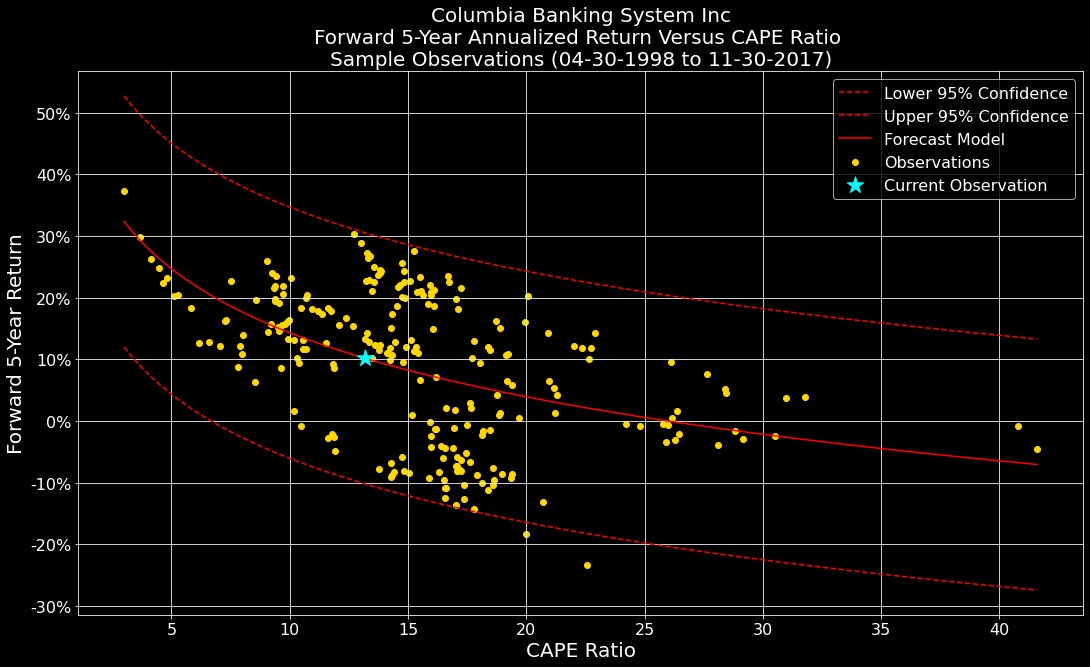 Columbia Banking System Inc
Forward 5-Year Annualized Return Versus CAPE Ratio
Sample Observations (04-30-1998 to 11-30-2017)
Lower 95% Confidence
Upper 95% Confidence
Forecast Model
Observations
Current Observation
Forward 5-Year Return
50%
40%
30%
20%
10%
0%
-10%
-20%
-30%
5 10 15 20 25 30 35 40
CAPE Ratio